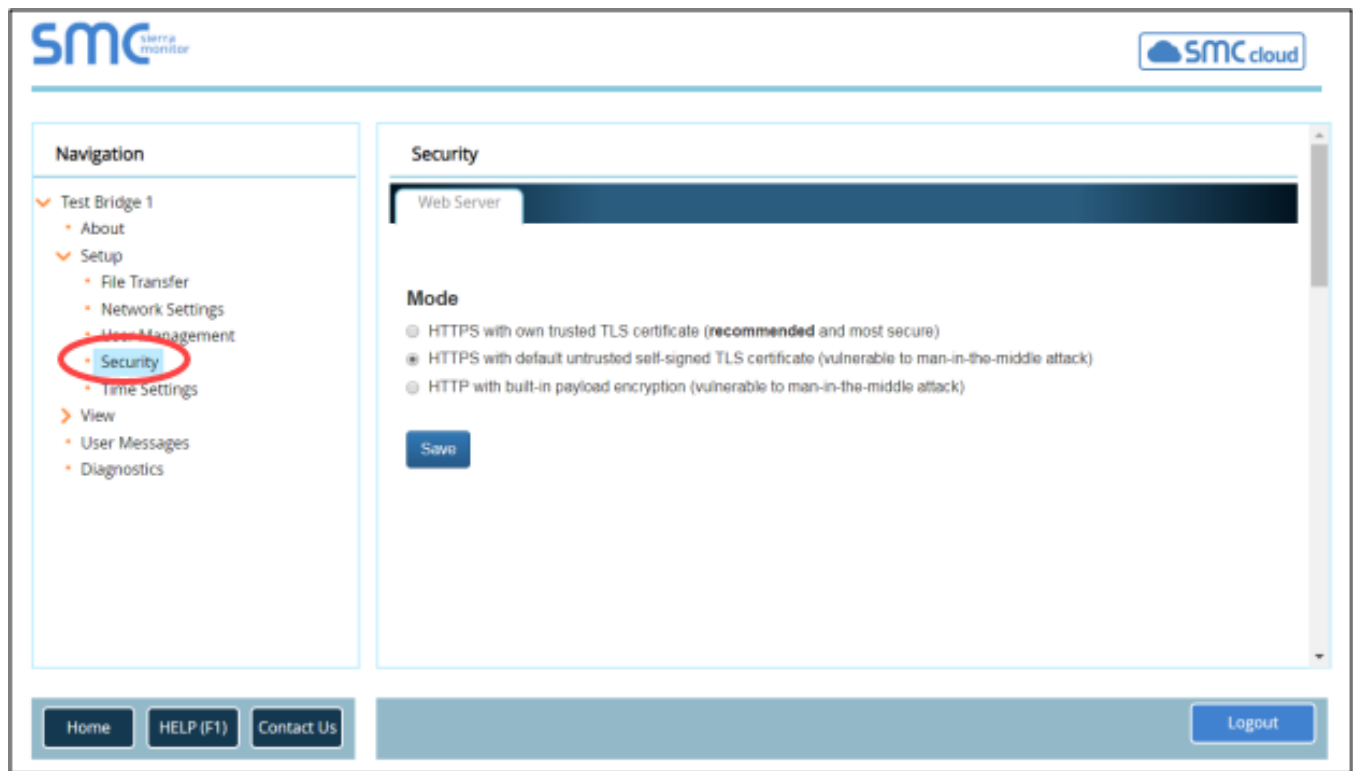 SMC sierra monitor
SMC cloud
Navigation
Test Bridge 1
About
Setup
File Transfer
Network Settings
User Management
Security
Time Settings
View
User Messages
Diagnostics
Security
Web Server
Mode
HTTPS with own trusted TLS certificate (recommended and most secure)
HTTPS with default untrusted self-signed TLS certificate (vulnerable to man-in-the-middle attack)
HTTP with built-in payload encryption (vulnerable to man-in-the-middle attack)
Save
Home
HELP (F1)
Contact Us
Logout